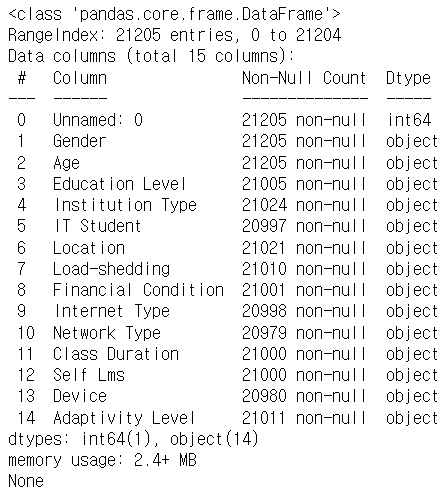 <class 'pandas.core.frame.DataFrame'>
RangeIndex: 21205 entries, 0 to 21204
Data columns (total 15 columns):
 #   Column               Non-Null Count  Dtype
---  ------               --------------  -----
 0   Unnamed: 0           21205 non-null  int64
 1   Gender               21205 non-null  object
 2   Age                  21205 non-null  object
 3   Education Level      21005 non-null  object
 4   Institution Type     21024 non-null  object
 5   IT Student           20997 non-null  object
 6   Location             21021 non-null  object
 7   Load-shedding        21010 non-null  object
 8   Financial Condition  21001 non-null  object
 9   Internet Type        20998 non-null  object
 10  Network Type         20979 non-null  object
 11  Class Duration       21000 non-null  object
 12  Self Lms             21000 non-null  object
 13  Device               20980 non-null  object
 14  Adaptivity Level     21011 non-null  object
dtypes: int64(1), object(14)
memory usage: 2.4+ MB
None